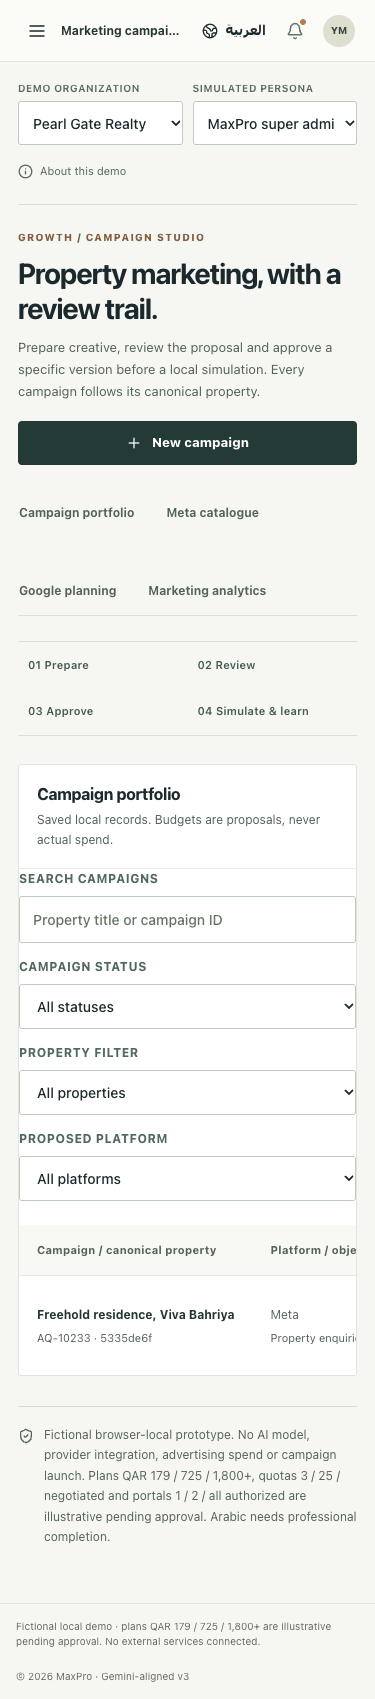 Marketing campai...
العربية
YM
DEMO ORGANIZATION
SIMULATED PERSONA
Pearl Gate Realty
MaxPro super admi
About this demo
GROWTH / CAMPAIGN STUDIO
Property marketing, with a
review trail.
Prepare creative, review the proposal and approve a
specific version before a local simulation. Every
campaign follows its canonical property.
New campaign
Campaign portfolio
Meta catalogue
Google planning
Marketing analytics
01 Prepare
02 Review
03 Approve
04 Simulate & learn
Campaign portfolio
Saved local records. Budgets are proposals, never
actual spend.
SEARCH CAMPAIGNS
Property title or campaign ID
CAMPAIGN STATUS
All statuses
PROPERTY FILTER
All properties
PROPOSED PLATFORM
All platforms
Campaign / canonical property
Platform / obje
Freehold residence, Viva Bahriya
Meta
AQ-10233 · 5335de6f
Property enquiri
Fictional browser-local prototype. No AI model,
provider integration, advertising spend or campaign
launch. Plans QAR 179 / 725 / 1,800+, quotas 3 / 25 /
negotiated and portals 1 / 2 / all authorized are
illustrative pending approval. Arabic needs professional
completion.
Fictional local demo · plans QAR 179 / 725 / 1,800+ are illustrative
pending approval. No external services connected.
© 2026 MaxPro · Gemini-aligned v3